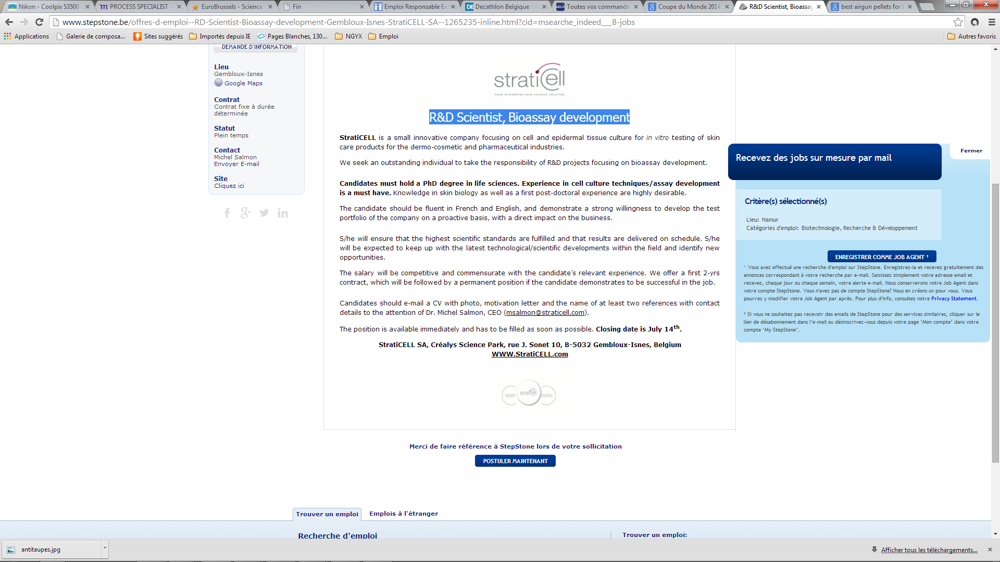 Nikon - Coolpix S3500
PROCESS SPECIALIST -
EuroBrussels - Science
Fin
Emploi Responsable Ex
Decathlon Belgique
Toutes vos commande
Coupe du Monde 2014
R&D Scientist, Bioassay
best airgun pellets for
www.stepstone.be/offres-d-emploi--RD-Scientist-Bioassay-development-Gembloux-Isnes-StratiCELL-SA--1265235-inline.html?cid=msearche_indeed___B-jobs
Applications
Galerie de composa...
Sites suggérés
Importés depuis IE
Pages Blanches, 130...
NGYX
Emploi
Autres favoris
DEMANDE D'INFORMATION
Lieu
Gembloux-Isnes
Google Maps
Contrat
Contrat fixe à durée
déterminée
Statut
Plein temps
Contact
Michel Salmon
Envoyer E-mail
Site
Cliquez ici
straticell
YOUR INTEGRATED SKIN SCIENCE SOLUTION
R&D Scientist, Bioassay development
StratiCELL is a small innovative company focusing on cell and epidermal tissue culture for in vitro testing of skin
care products for the dermo-cosmetic and pharmaceutical industries.
We seek an outstanding individual to take the responsibility of R&D projects focusing on bioassay development.
Candidates must hold a PhD degree in life sciences. Experience in cell culture techniques/assay development
is a must have. Knowledge in skin biology as well as a first post-doctoral experience are highly desirable.
The candidate should be fluent in French and English, and demonstrate a strong willingness to develop the test
portfolio of the company on a proactive basis, with a direct impact on the business.
S/he will ensure that the highest scientific standards are fulfilled and that results are delivered on schedule. S/he
will be expected to keep up with the latest technological/scientific developments within the field and identify new
opportunities.
The salary will be competitive and commensurate with the candidate´s relevant experience. We offer a first 2-yrs
contract, which will be followed by a permanent position if the candidate demonstrates to be successful in the job.
Candidates should e-mail a CV with photo, motivation letter and the name of at least two references with contact
details to the attention of Dr. Michel Salmon, CEO (msalmon@straticell.com).
The position is available immediately and has to be filled as soon as possible. Closing date is July 14th.
StratiCELL SA, Créalys Science Park, rue J. Sonet 10, B-5032 Gembloux-Isnes, Belgium
WWW.StratiCELL.com
straticell
Merci de faire référence à StepStone lors de votre sollicitation
POSTULER MAINTENANT
Fermer
Recevez des jobs sur mesure par mail
Critère(s) sélectionné(s)
Lieu: Namur
Catégories d'emploi: Biotechnologie, Recherche & Développement
ENREGISTRER COMME JOB AGENT ¹
¹ Vous avez effectué une recherche d'emploi sur StepStone. Enregistrez-la et recevez gratuitement des
annonces correspondant à votre recherche par e-mail. Saisissez simplement votre adresse email et
recevez, chaque jour ou chaque semain, votre alerte e-mail. Nous conserverons votre Job Agent dans
votre compte StepStone. Vous n'avez pas de compte StepStone? Nous en créons un pour vous. Vous
pourrez y modifier votre Job Agent par après. Pour plus d'info, consultez notre Privacy Statement.
² Si vous ne souhaitez pas recevoir des emails de StepStone pour des services similaires, cliquer sur le
lien de désabonnement dans l'e-mail ou désinscrivez-vous depuis votre page 'Mon compte' dans votre
compte 'My StepStone'.
Trouver un emploi
Emplois à l'étranger
Recherche d'emploi
Trouver un emploi:
antitaupes.jpg
Afficher tous les téléchargements...